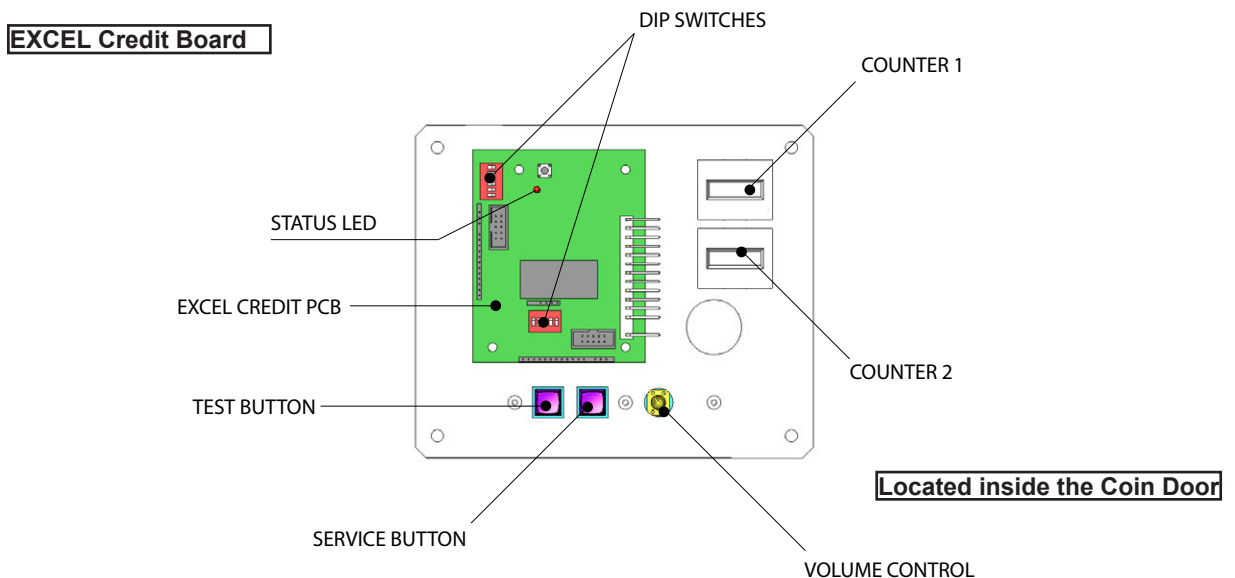 DIP SWITCHES
EXCEL Credit Board
COUNTER 1
STATUS LED
EXCEL CREDIT PCB
COUNTER 2
TEST BUTTON
Located inside the Coin Door
SERVICE BUTTON
VOLUME CONTROL